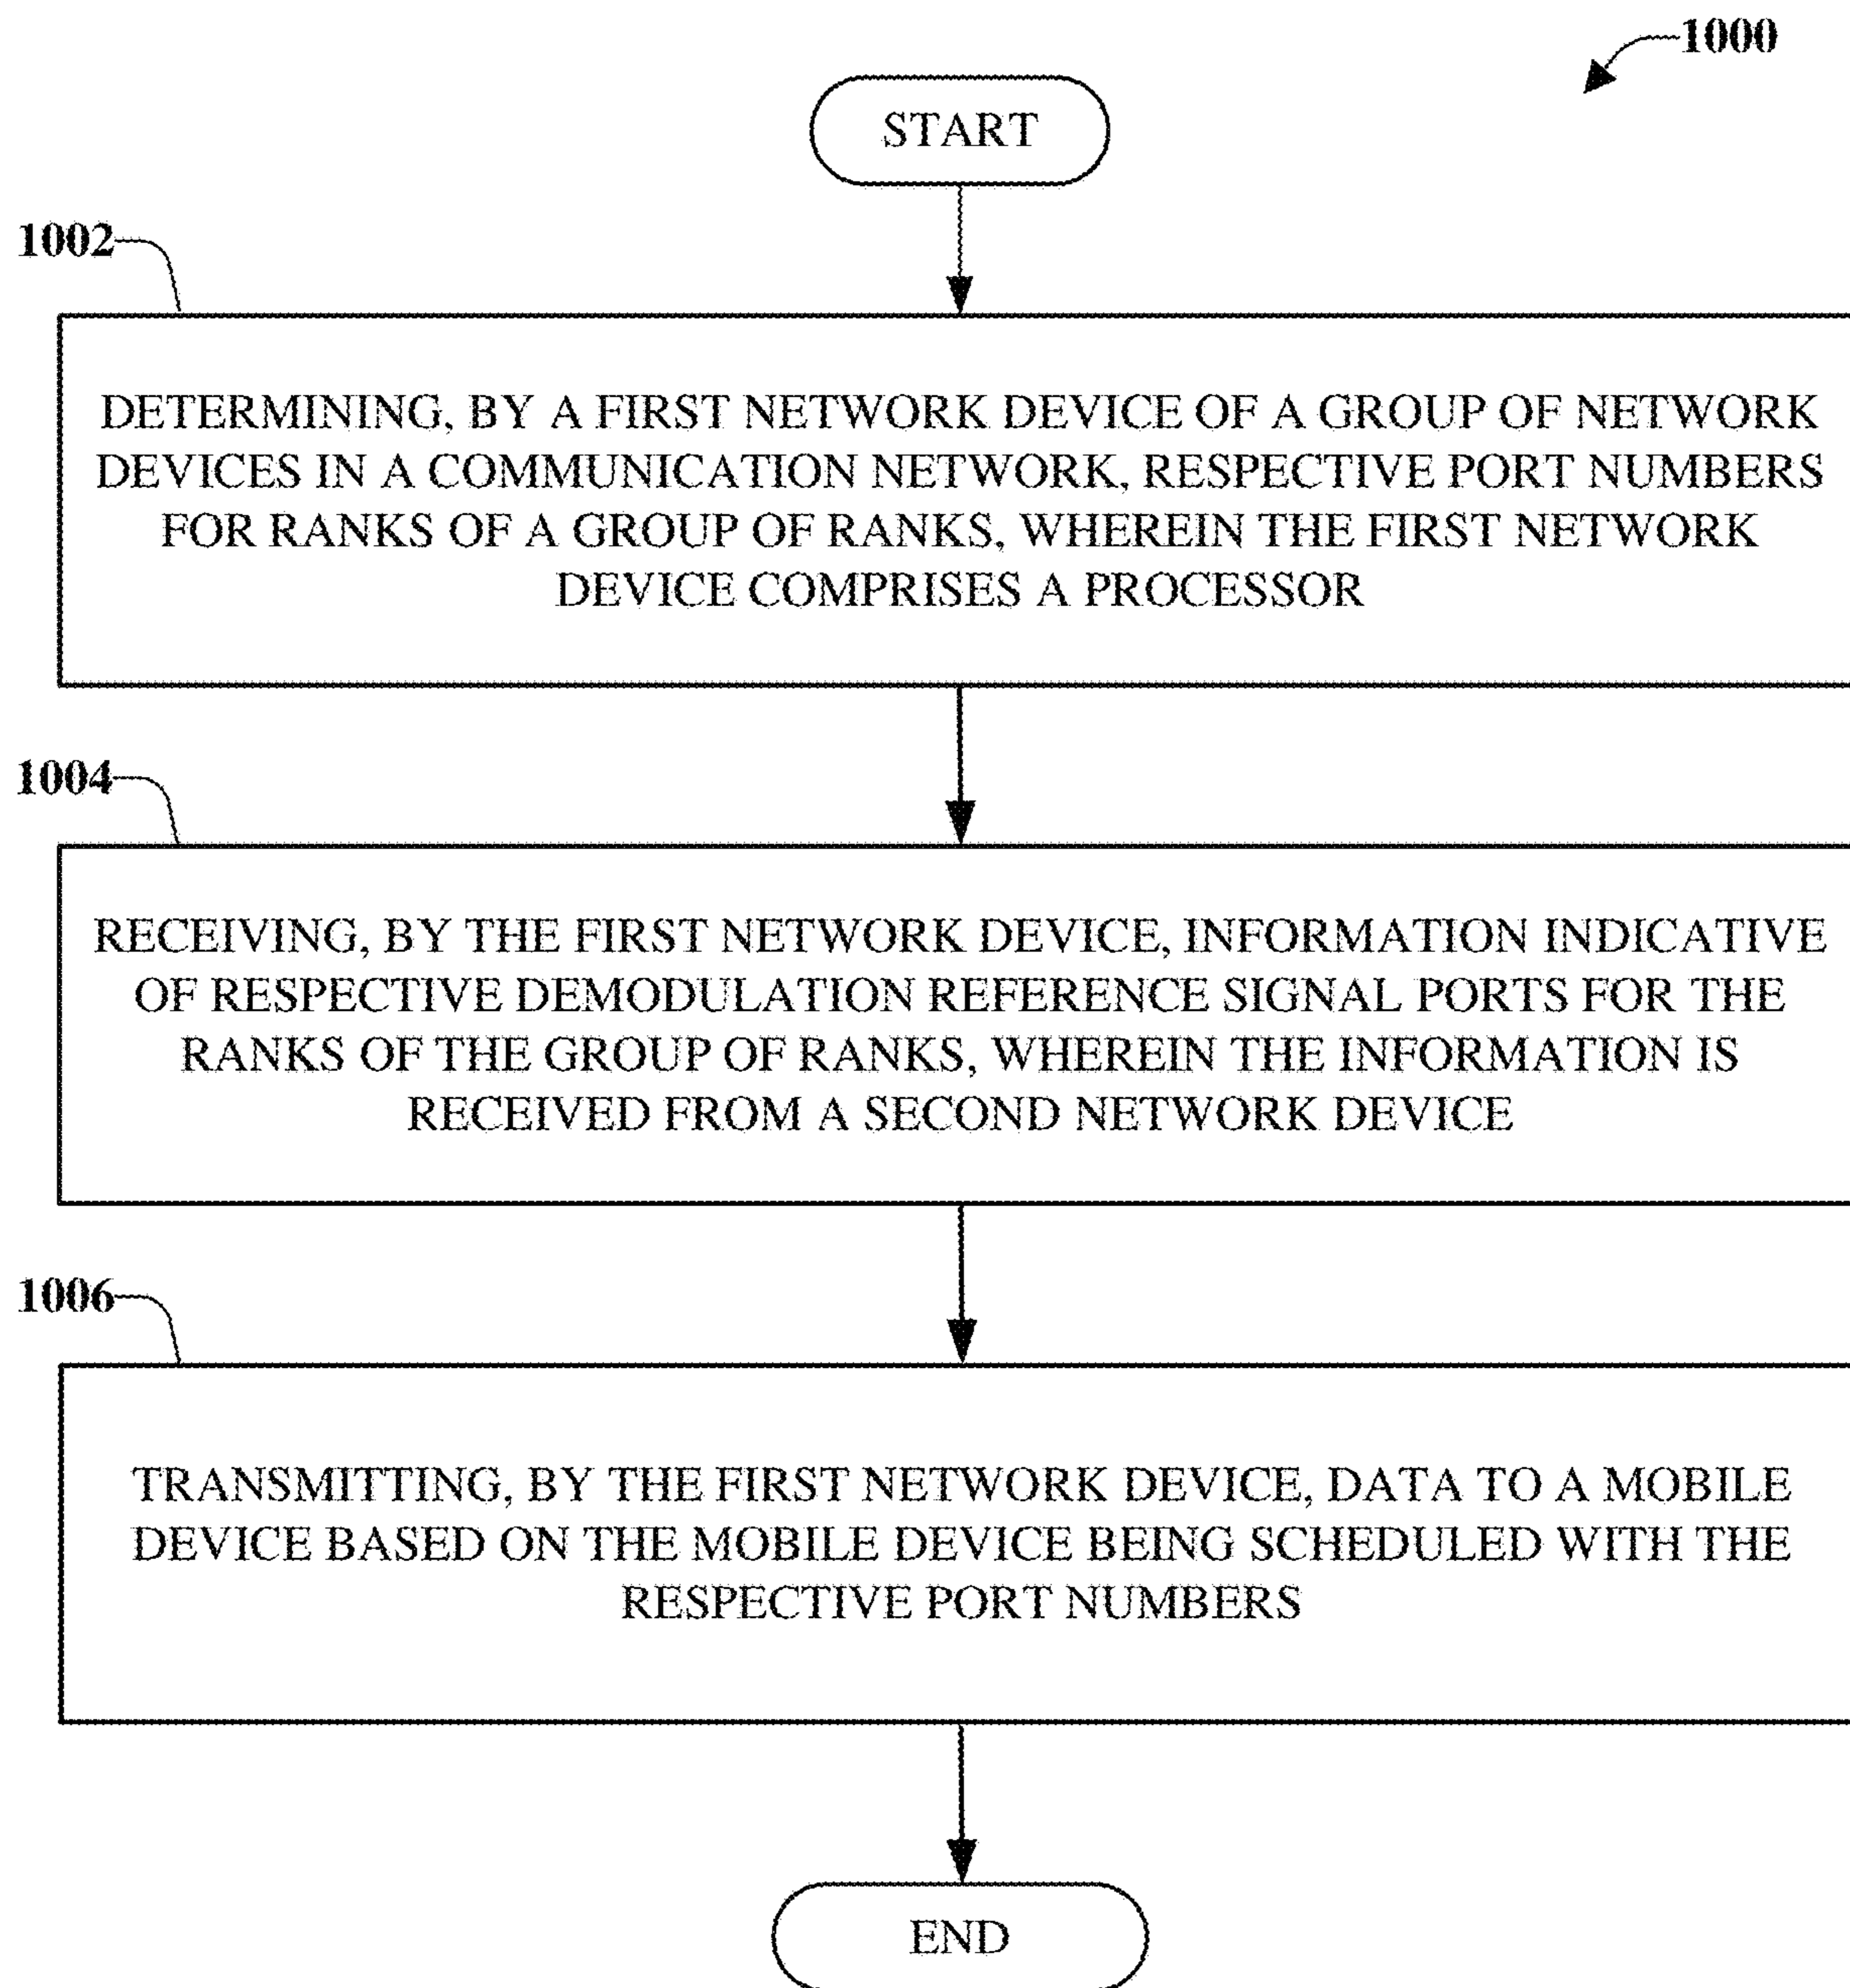 1000
START
1002
DETERMINING, BY A FIRST NETWORK DEVICE OF A GROUP OF NETWORK
DEVICES IN A COMMUNICATION NETWORK, RESPECTIVE PORT NUMBERS
FOR RANKS OF A GROUP OF RANKS, WHEREIN THE FIRST NETWORK
DEVICE COMPRISES A PROCESSOR
1004
RECEIVING, BY THE FIRST NETWORK DEVICE, INFORMATION INDICATIVE
OF RESPECTIVE DEMODULATION REFERENCE SIGNAL PORTS FOR THE
RANKS OF THE GROUP OF RANKS, WHEREIN THE INFORMATION IS
RECEIVED FROM A SECOND NETWORK DEVICE
1006
TRANSMITTING, BY THE FIRST NETWORK DEVICE, DATA TO A MOBILE
DEVICE BASED ON THE MOBILE DEVICE BEING SCHEDULED WITH THE
RESPECTIVE PORT NUMBERS
END